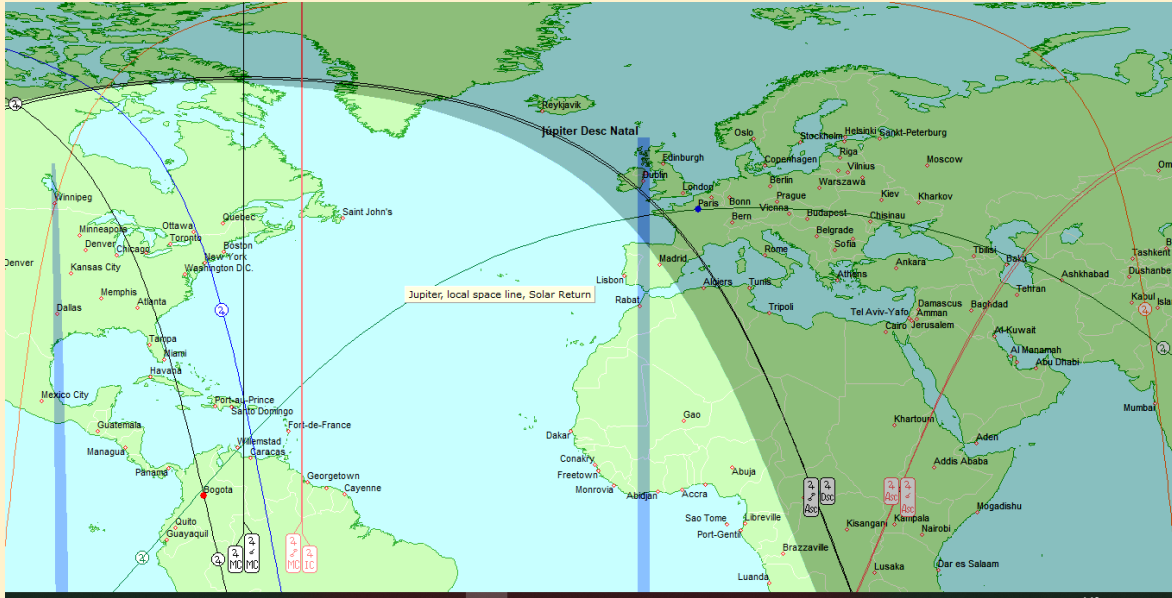 Reykjavik
Júpiter Desc Natal
Oslo
Stockholm
Helsinki
Sankt-Peterburg
Edinburgh
Copenhagen
Riga
Vilnius
Moscow
Dublin
London
Berlin
Warszawa
Winnipeg
Paris
Bonn
Prague
Kiev
Kharkov
Saint John's
Quebec
Bern
Vienna
Budapest
Chisinau
Minneapolis
Ottawa
Toronto
Belgrade
Denver
Chicago
Boston
New York
Sofia
Rome
Tbilisi
Denver
Kansas City
Washington D.C.
Madrid
Ankara
Baka
Tashkent
Lisbon
Athens
Ashkhabad
Dushanbe
Memphis
Atlanta
Jupiter, local space line, Solar Return
Algiers
Tunis
Tehran
Dallas
Rabat
Tripoli
Tel Aviv-Yafo
Damascus
Amman
Baghdad
Kabul
Cairo
Jerusalem
Al-Kuwait
Tampa
Miami
Al Manamah
Abu Dhabi
Havana
Mexico City
Port-au-Prince
Santo Domingo
Mumbai
Guatemala
Fort-de-France
Gao
Khartoum
Managua
Willemstad
Caracas
Dakar
Aden
Panama
Conakry
Abuja
Addis Ababa
Georgetown
Freetown
Bogota
Cayenne
Monrovia
Abidjan
Accra
Asc
Dsc
Asc
Asc
Mogadishu
Quito
Guayaquil
Sao Tome
Libreville
Port-Gentil
Kisangani
Kampala
Nairobi
MC
MC
MC
IC
Brazzaville
Luanda
Lusaka
Dar es Salaam